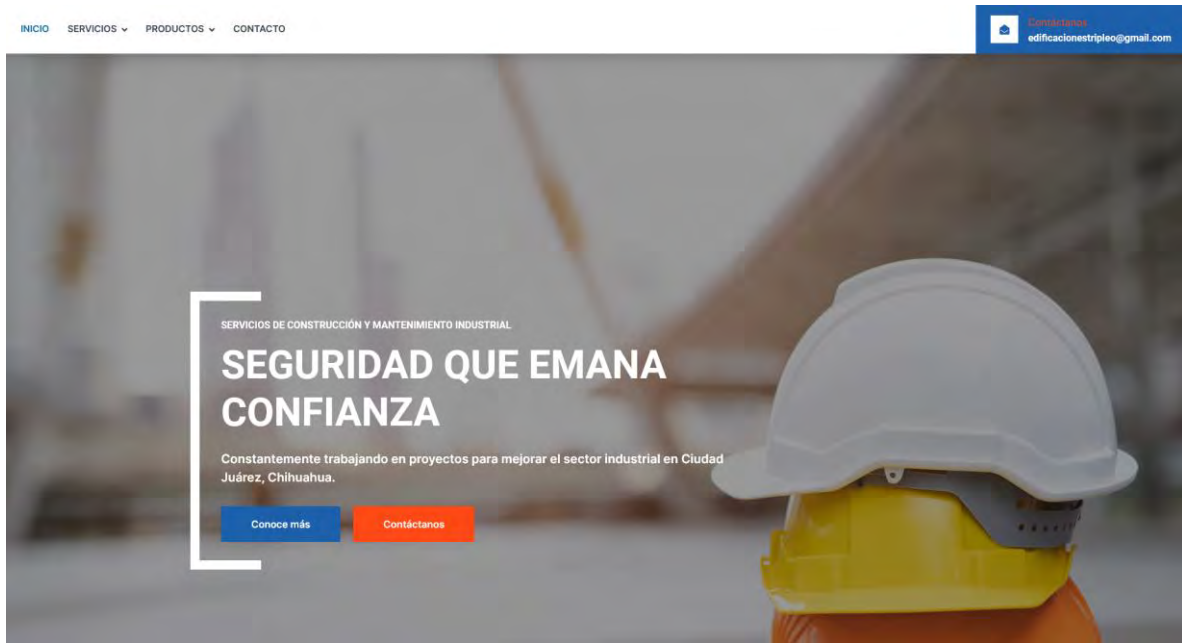 INICIO SERVICIOS PRODUCTOS CONTACTO
Contáctanos
edificacionestripleo@gmail.com
SERVICIOS DE CONSTRUCCIÓN Y MANTENIMIENTO INDUSTRIAL
SEGURIDAD QUE EMANA
CONFIANZA
Constantemente trabajando en proyectos para mejorar el sector industrial en Ciudad
Juárez, Chihuahua.
Conoce más Contáctanos